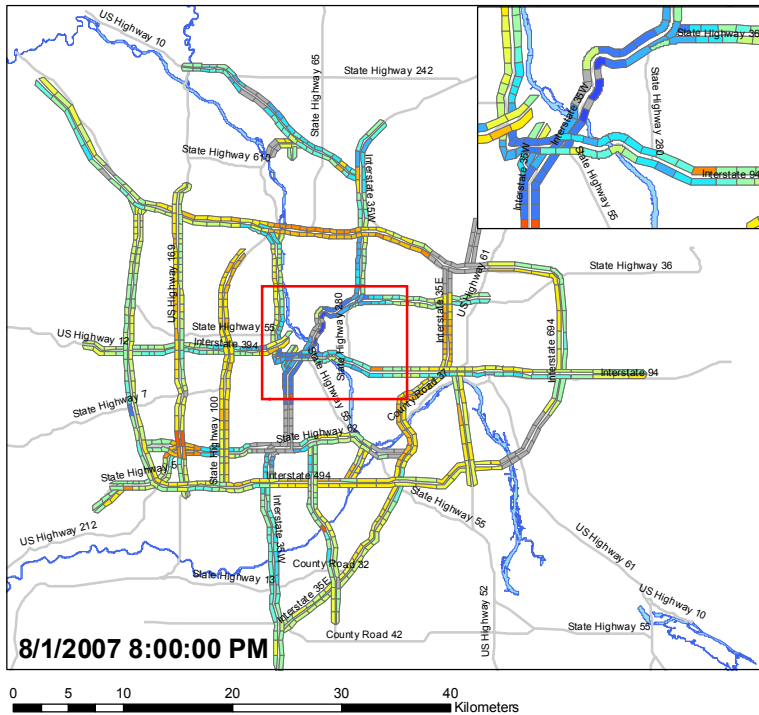 US Highway 10
State Highway 65
State Highway 242
State Highway 610
Interstate 35W
State Highway 36
State Highway 280
Interstate 35W
Interstate 35W
Interstate 94
State Highway 55
State Highway 169
US Highway 61
State Highway 36
Interstate 35E
State Highway 280
State Highway 55
US Highway 12
Interstate 394
Interstate 694
State Highway 55
Interstate 94
County Road 37
State Highway 7
State Highway 100
State Highway 62
State Highway 5
Interstate 494
State Highway 55
US Highway 212
Interstate 35W
County Road 32
State Highway 13
Interstate 35E
US Highway 61
US Highway 10
US Highway 52
State Highway 55
County Road 42
8/1/2007 8:00:00 PM
0 5 10 20 30 40
Kilometers